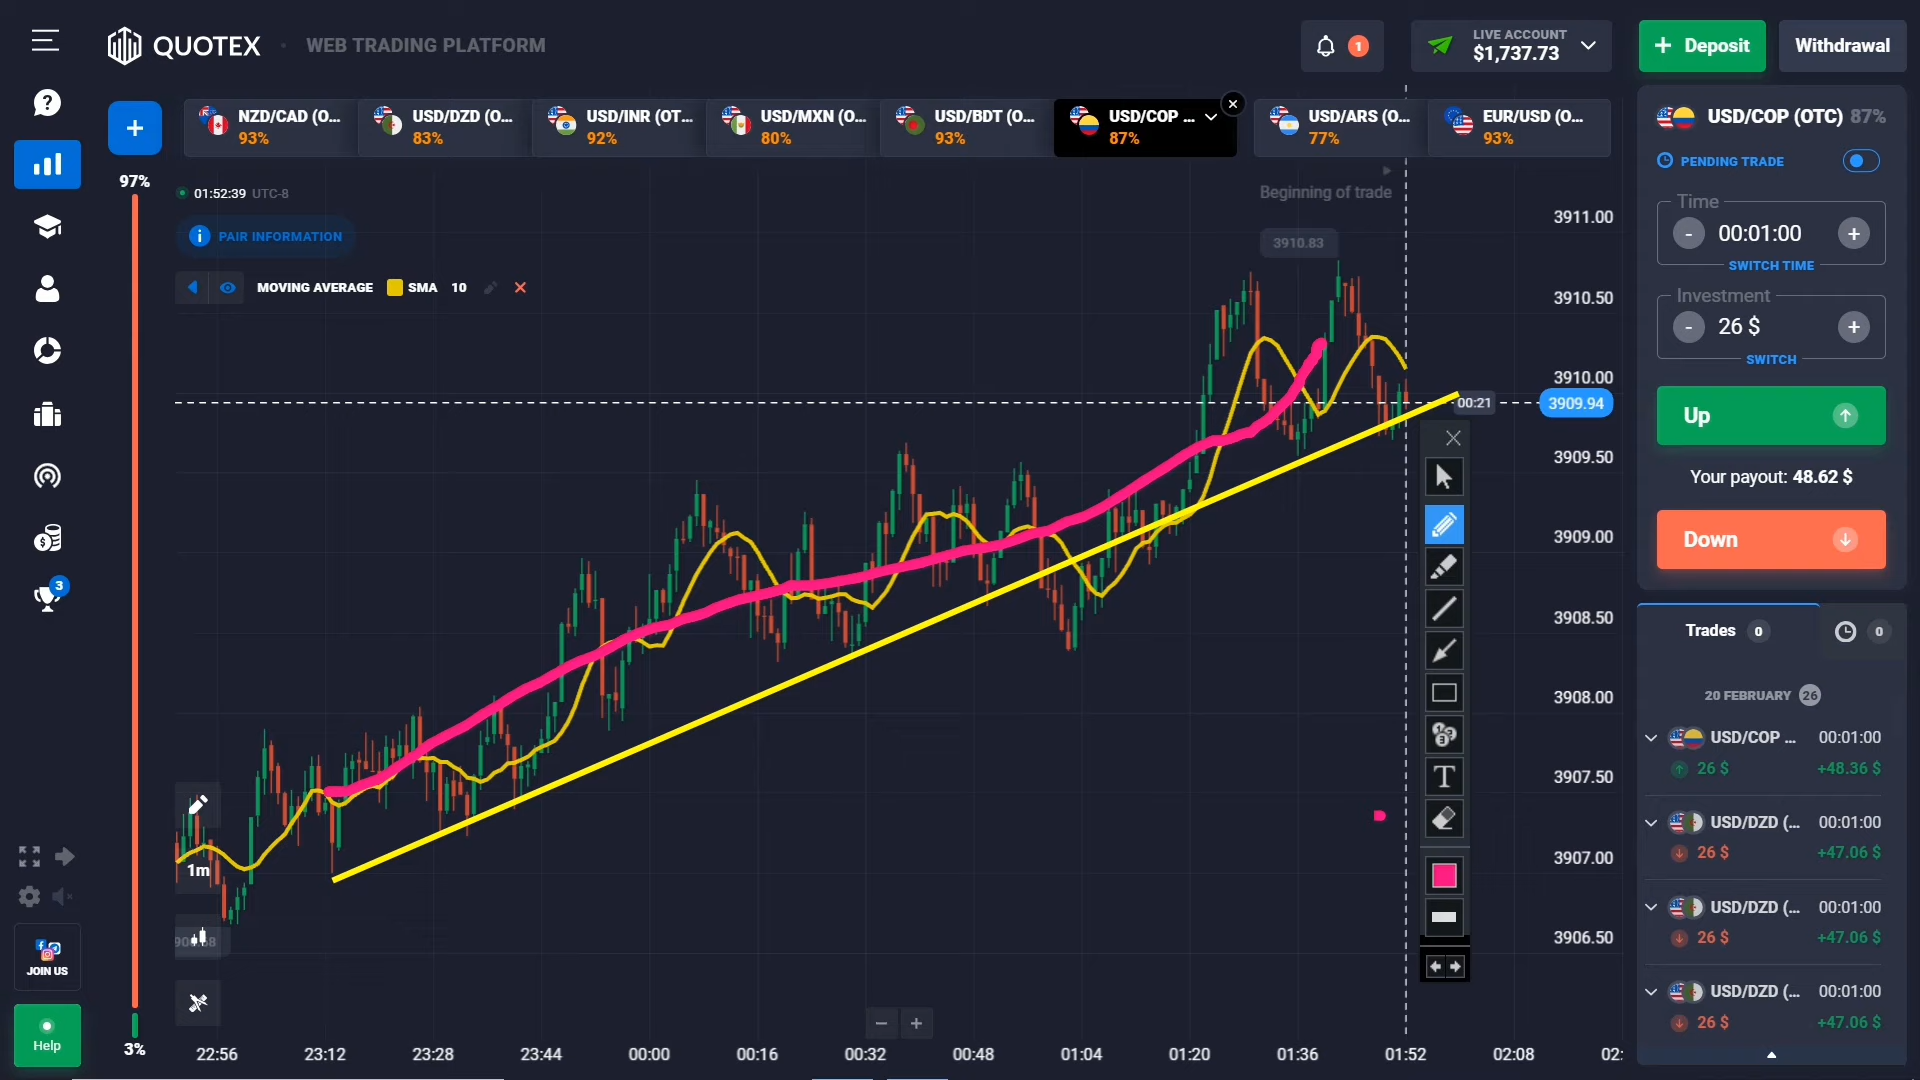 QUOTEX
WEB TRADING PLATFORM
1
LIVE ACCOUNT
$1,737.73
Deposit
Withdrawal
NZD/CAD (O...
93%
USD/DZD (O...
83%
USD/INR (OT...
92%
USD/MXN (O...
80%
USD/BDT (O...
93%
USD/COP ...
87%
USD/ARS (O...
77%
EUR/USD (O...
93%
97%
01:52:39 UTC-8
PAIR INFORMATION
MOVING AVERAGE SMA 10
Beginning of trade
3910.83
3911.00
3910.50
3910.00
00:21
3909.94
3909.50
3909.00
3908.50
3908.00
3907.50
3907.00
3906.50
1m
3%
22:56 23:12 23:28 23:44 00:00 00:16 00:32 00:48 01:04 01:20 01:36 01:52 02:08 02:
3
JOIN US
Help
T
USD/COP (OTC) 87%
PENDING TRADE
Time
- 00:01:00 +
SWITCH TIME
Investment
- 26 $ +
SWITCH
Up
Your payout: 48.62 $
Down
Trades 0
0
20 FEBRUARY 26
USD/COP ... 00:01:00
26 $ +48.36 $
USD/DZD (... 00:01:00
26 $ +47.06 $
USD/DZD (... 00:01:00
26 $ +47.06 $
USD/DZD (... 00:01:00
26 $ +47.06 $